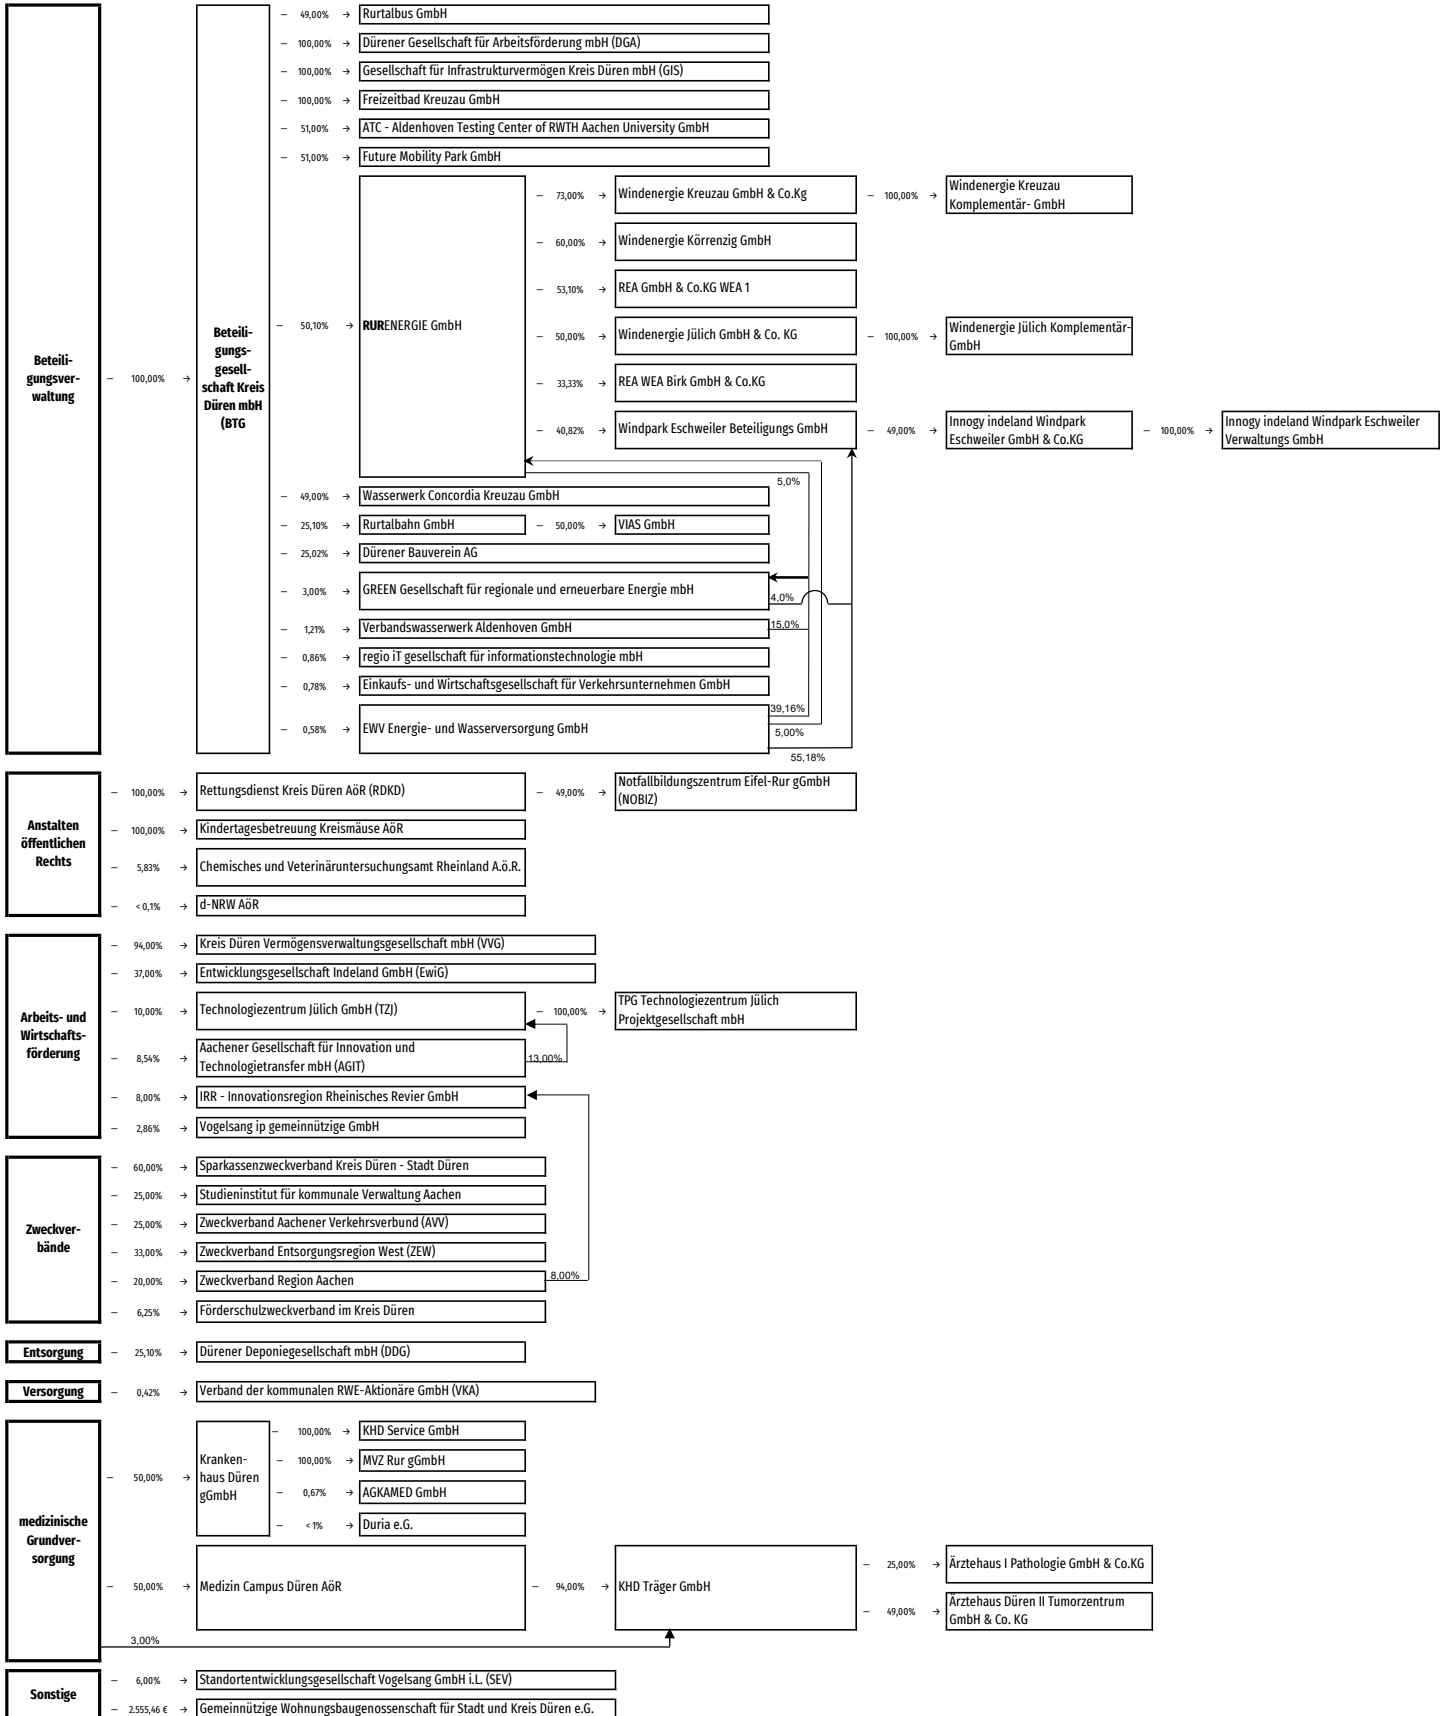 – 49,00% → Rurtalbus GmbH
– 100,00% → Dürener Gesellschaft für Arbeitsförderung mbH (DGA)
– 100,00% → Gesellschaft für Infrastrukturvermögen Kreis Düren mbH (GIS)
– 100,00% → Freizeitbad Kreuzau GmbH
– 51,00% → ATC - Aldenhoven Testing Center of RWTH Aachen University GmbH
– 51,00% → Future Mobility Park GmbH
– 73,00% → Windenergie Kreuzau GmbH & Co.Kg – 100,00% → Windenergie Kreuzau
Komplementär- GmbH
– 60,00% → Windenergie Körrenzig GmbH
– 53,10% → REA GmbH & Co.KG WEA 1
Beteili-
gungsver-
waltung
– 100,00% →
Beteili-
gungs-
gesell-
schaft Kreis
Düren mbH
(BTG
– 50,10% → RURENERGIE GmbH
– 50,00% → Windenergie Jülich GmbH & Co. KG – 100,00% → Windenergie Jülich Komplementär-
GmbH
– 33,33% → REA WEA Birk GmbH & Co.KG
– 40,82% → Windpark Eschweiler Beteiligungs GmbH – 49,00% → Innogy indeland Windpark
Eschweiler GmbH & Co.KG
– 100,00% → Innogy indeland Windpark Eschweiler
Verwaltungs GmbH
5,0%
– 49,00% → Wasserwerk Concordia Kreuzau GmbH
– 25,10% → Rurtalbahn GmbH – 50,00% → VIAS GmbH
– 25,02% → Dürener Bauverein AG
– 3,00% → GREEN Gesellschaft für regionale und erneuerbare Energie mbH
4,0%
– 1,21% → Verbandswasserwerk Aldenhoven GmbH 15,0%
– 0,86% → regio iT gesellschaft für informationstechnologie mbH
– 0,78% → Einkaufs- und Wirtschaftsgesellschaft für Verkehrsunternehmen GmbH
39,16%
– 0,58% → EWV Energie- und Wasserversorgung GmbH
5,00%
55,18%
Anstalten
öffentlichen
Rechts
– 100,00% → Rettungsdienst Kreis Düren AöR (RDKD) – 49,00% → Notfallbildungszentrum Eifel-Rur gGmbH
(NOBIZ)
– 100,00% → Kindertagesbetreuung Kreismäuse AöR
– 5,83% → Chemisches und Veterinäruntersuchungsamt Rheinland A.ö.R.
– < 0,1% → d-NRW AöR
Arbeits- und
Wirtschafts-
förderung
– 94,00% → Kreis Düren Vermögensverwaltungsgesellschaft mbH (VVG)
– 37,00% → Entwicklungsgesellschaft Indeland GmbH (EwiG)
– 10,00% → Technologiezentrum Jülich GmbH (TZJ) – 100,00% → TPG Technologiezentrum Jülich
Projektgesellschaft mbH
– 8,54% → Aachener Gesellschaft für Innovation und
Technologietransfer mbH (AGIT)
13,00%
– 8,00% → IRR - Innovationsregion Rheinisches Revier GmbH
– 2,86% → Vogelsang ip gemeinnützige GmbH
Zweckver-
bände
– 60,00% → Sparkassenzweckverband Kreis Düren - Stadt Düren
– 25,00% → Studieninstitut für kommunale Verwaltung Aachen
– 25,00% → Zweckverband Aachener Verkehrsverbund (AVV)
– 33,00% → Zweckverband Entsorgungsregion West (ZEW)
– 20,00% → Zweckverband Region Aachen 8,00%
– 6,25% → Förderschulzweckverband im Kreis Düren
Entsorgung – 25,10% → Dürener Deponiegesellschaft mbH (DDG)
Versorgung – 0,42% → Verband der kommunalen RWE-Aktionäre GmbH (VKA)
medizinische
Grundver-
sorgung
– 50,00% →
Kranken-
haus Düren
gGmbH
– 100,00% → KHD Service GmbH
– 100,00% → MVZ Rur gGmbH
– 0,67% → AGKAMED GmbH
– < 1% → Duria e.G.
– 50,00% → Medizin Campus Düren AöR – 94,00% → KHD Träger GmbH
– 25,00% → Ärztehaus I Pathologie GmbH & Co.KG
– 49,00% → Ärztehaus Düren II Tumorzentrum
GmbH & Co. KG
3,00%
Sonstige
– 6,00% → Standortentwicklungsgesellschaft Vogelsang GmbH i.L. (SEV)
– 2.555,46 € → Gemeinnützige Wohnungsbaugenossenschaft für Stadt und Kreis Düren e.G.